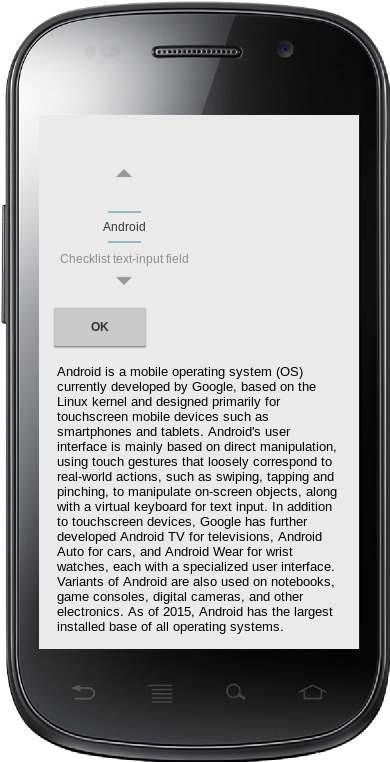 Android
Checklist text-input field
OK
Android is a mobile operating system (OS)
currently developed by Google, based on the
Linux kernel and designed primarily for
touchscreen mobile devices such as
smartphones and tablets. Android's user
interface is mainly based on direct manipulation,
using touch gestures that loosely correspond to
real-world actions, such as swiping, tapping and
pinching, to manipulate on-screen objects, along
with a virtual keyboard for text input. In addition
to touchscreen devices, Google has further
developed Android TV for televisions, Android
Auto for cars, and Android Wear for wrist
watches, each with a specialized user interface.
Variants of Android are also used on notebooks,
game consoles, digital cameras, and other
electronics. As of 2015, Android has the largest
installed base of all operating systems.